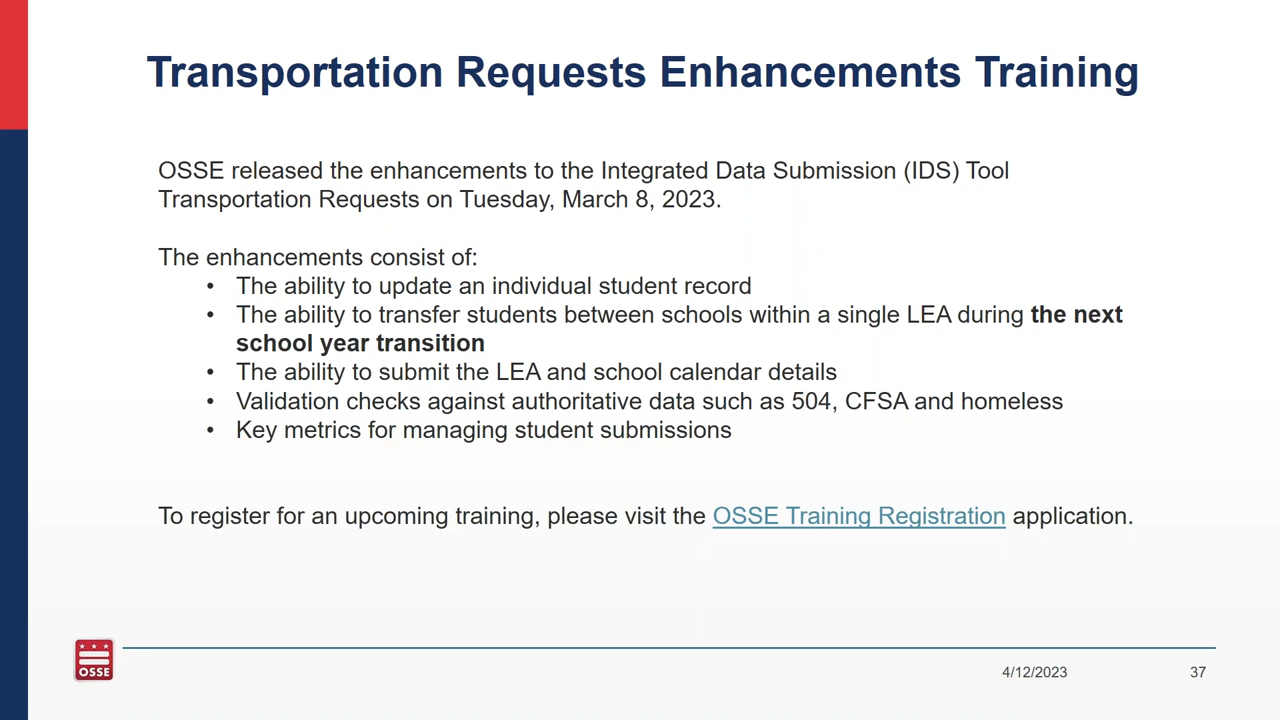 Transportation Requests Enhancements Training
OSSE released the enhancements to the Integrated Data Submission (IDS) Tool
Transportation Requests on Tuesday, March 8, 2023.
The enhancements consist of:
• The ability to update an individual student record
• The ability to transfer students between schools within a single LEA during the next
school year transition
• The ability to submit the LEA and school calendar details
• Validation checks against authoritative data such as 504, CFSA and homeless
• Key metrics for managing student submissions
To register for an upcoming training, please visit the OSSE Training Registration application.
OSSE
4/12/2023
37